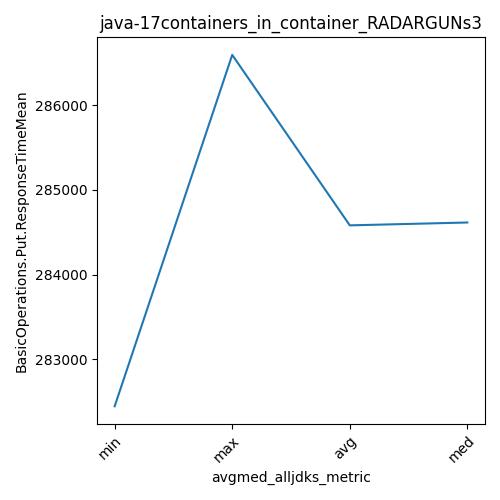 java-17containers_in_container_RADARGUNs3
286000
285000
284000
283000
BasicOperations.Put.ResponseTimeMean
min
max
avg
med
avgmed_alljdks_metric